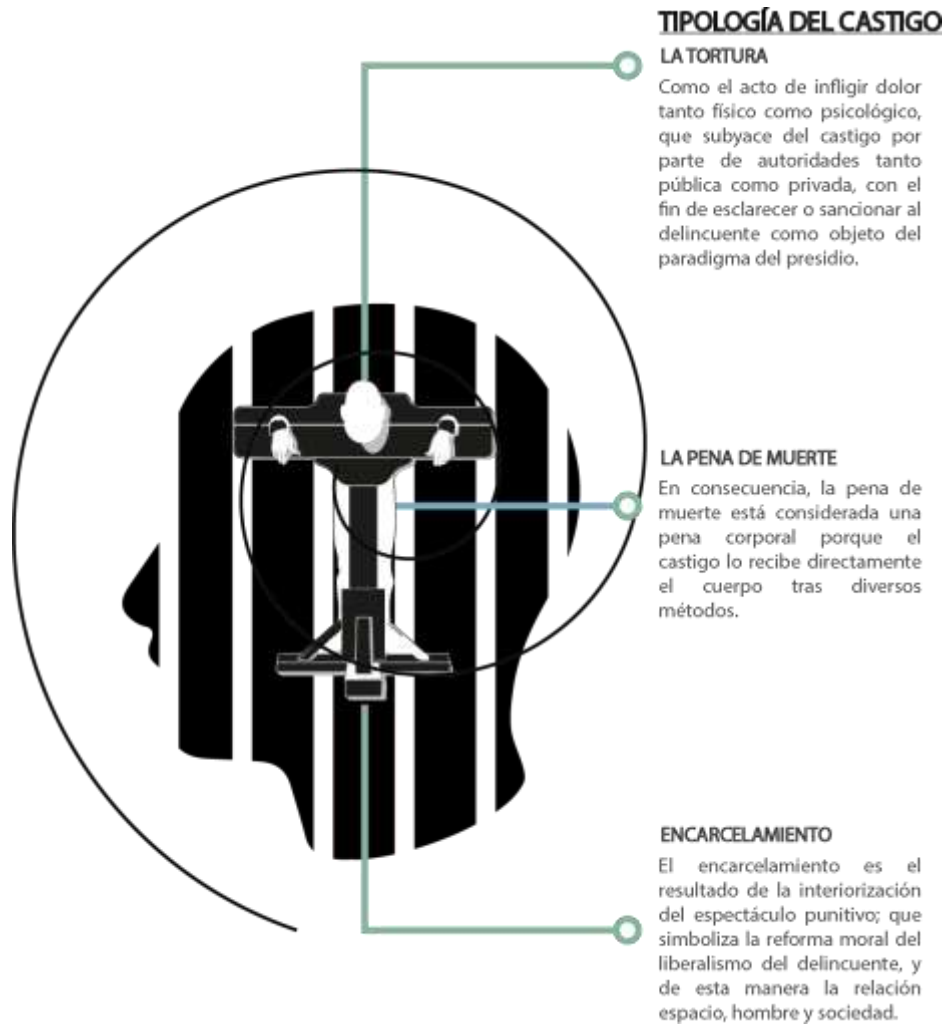 TIPOLOGÍA DEL CASTIGO
LA TORTURA
Como el acto de infligir dolor
tanto físico como psicológico,
que subyace del castigo por
parte de autoridades tanto
pública como privada, con el
fin de esclarecer o sancionar al
delincuente como objeto del
paradigma del presidio.
LA PENA DE MUERTE
En consecuencia, la pena de
muerte está considerada una
pena corporal porque el
castigo lo recibe directamente
el cuerpo tras diversos
métodos.
ENCARCELAMIENTO
El encarcelamiento es el
resultado de la interiorización
del espectáculo punitivo; que
simboliza la reforma moral del
liberalismo del delincuente, y
de esta manera la relación
espacio, hombre y sociedad.